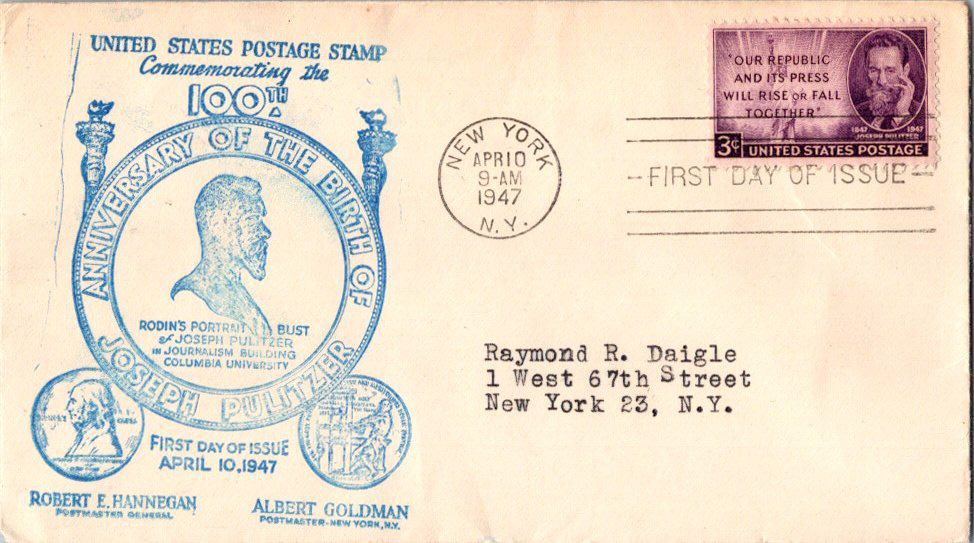 UNITED STATES POSTAGE STAMP
Commemorating the
100TH
ANNIVERSARY OF THE BIRTH OF
JOSEPH PULITZER
RODIN'S PORTRAIT BUST
of JOSEPH PULITZER
IN JOURNALISM BUILDING
COLUMBIA UNIVERSITY
FIRST DAY OF ISSUE
APRIL 10, 1947
ROBERT E. HANNEGAN
POSTMASTER GENERAL
ALBERT GOLDMAN
POSTMASTER-NEW YORK, N.Y.
NEW YORK
APR 10
9-AM
1947
N.Y.
"OUR REPUBLIC
AND ITS PRESS
WILL RISE OR FALL
TOGETHER"
1847 1947
JOSEPH PULITZER
3¢ UNITED STATES POSTAGE
- FIRST DAY OF ISSUE -
Raymond R. Daigle
1 West 67th Street
New York 23, N.Y.